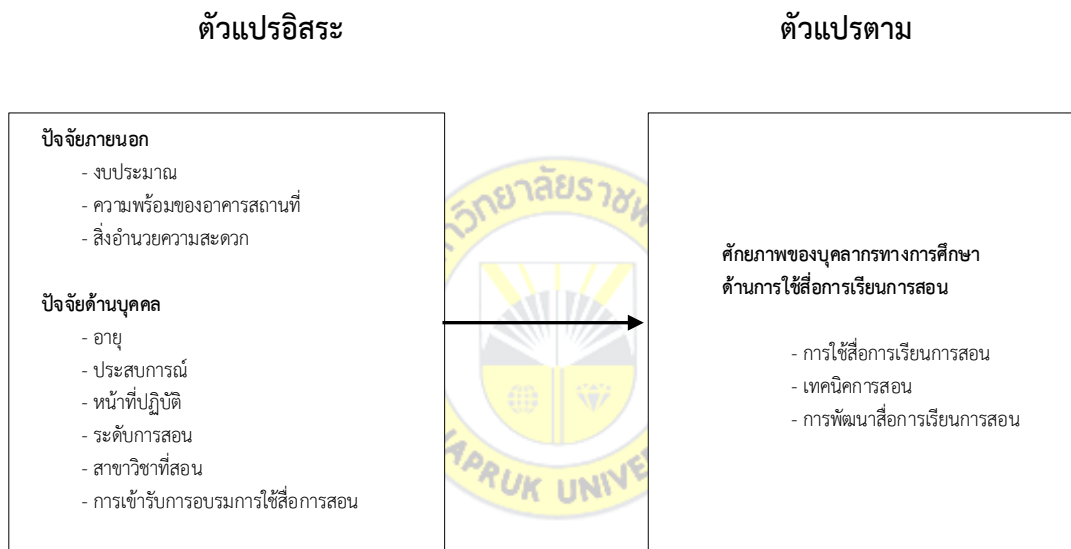 ตัวแปรอิสระ
ตัวแปรตาม
ปัจจัยภายนอก
- งบประมาณ
- ความพร้อมของอาคารสถานที่
- สิ่งอำนวยความสะดวก
ปัจจัยด้านบุคคล
- อายุ
- ประสบการณ์
- หน้าที่ปฏิบัติ
- ระดับการสอน
- สาขาวิชาที่สอน
- การเข้ารับการอบรมการใช้สื่อการสอน
ศักยภาพของบุคลากรทางการศึกษา
ด้านการใช้สื่อการเรียนการสอน
- การใช้สื่อการเรียนการสอน
- เทคนิคการสอน
- การพัฒนาสื่อการเรียนการสอน